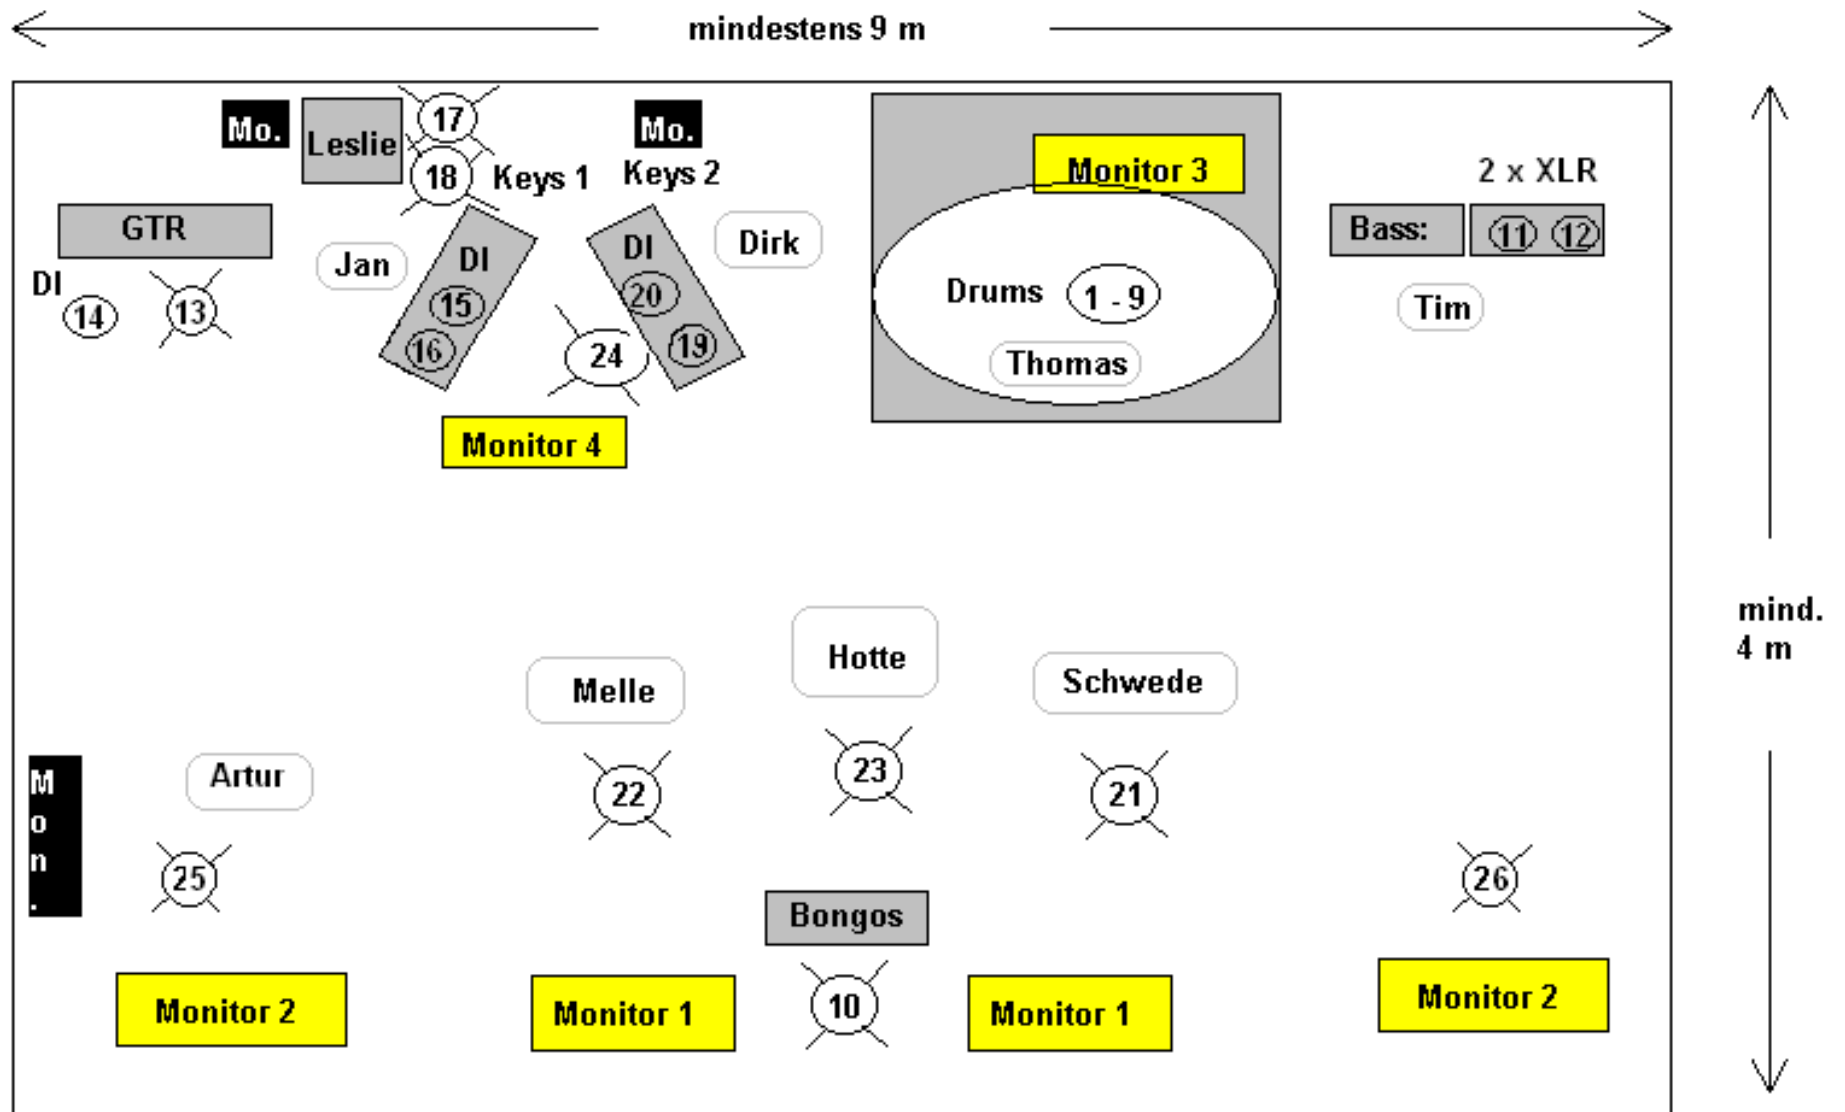 mindestens 9 m
Mo.
Leslie
17
18
Keys 1
Mo.
Keys 2
Monitor 3
2 x XLR
GTR
DI
14
13
Jan
DI
15
16
DI
20
19
24
Dirk
Drums 1 - 9
Thomas
Bass: 11 12
Tim
Monitor 4
mind.
4 m
Melle
Hotte
Schwede
Artur
Mon.
22
23
21
25
26
Bongos
10
Monitor 2
Monitor 1
Monitor 1
Monitor 2